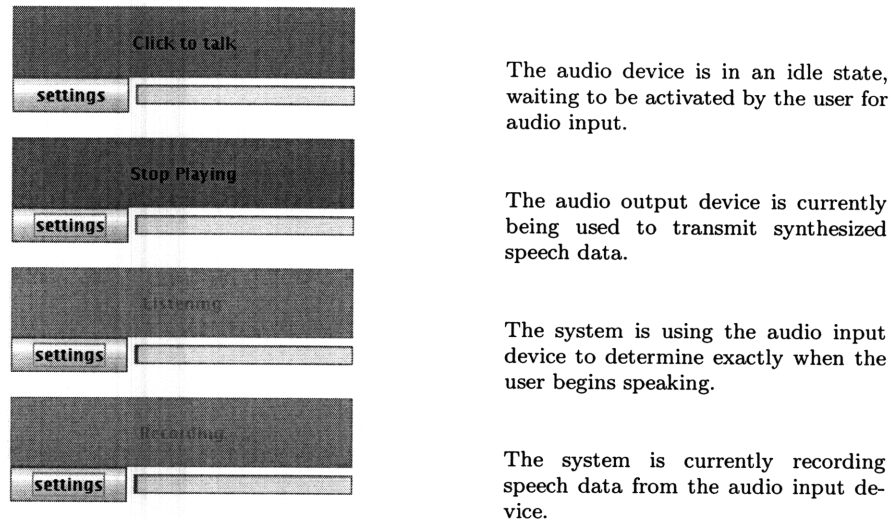 Click to talk
settings
The audio device is in an idle state,
waiting to be activated by the user for
audio input.
Stop Playing
settings
The audio output device is currently
being used to transmit synthesized
speech data.
Listening
settings
The system is using the audio input
device to determine exactly when the
user begins speaking.
Recording
settings
The system is currently recording
speech data from the audio input de-
vice.